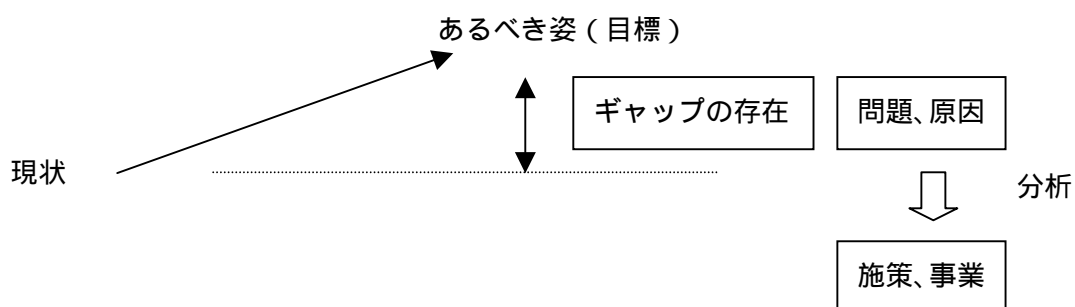 あるべき姿（目標）
ギャップの存在
問題、原因
現状
分析
施策、事業